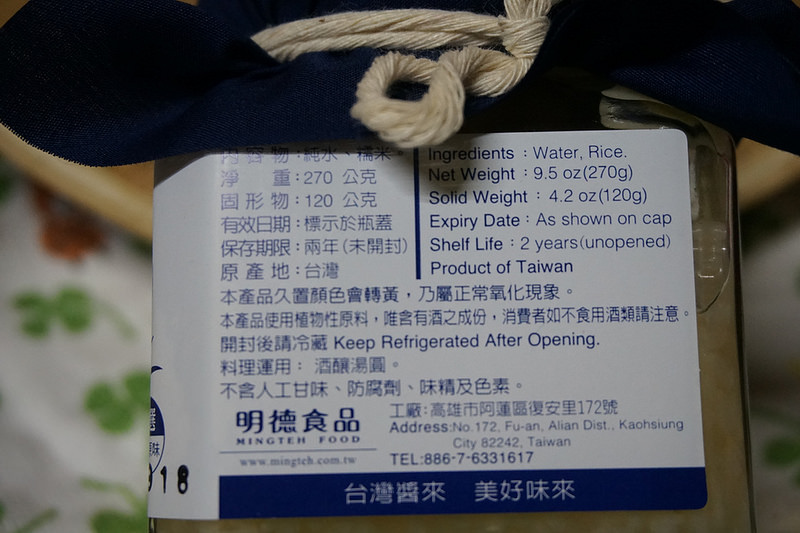 內容物：純水、糯米。
淨　重：270 公克
固形物：120 公克
有效日期：標示於瓶蓋
保存期限：兩年(未開封)
原產地：台灣
Ingredients：Water, Rice.
Net Weight：9.5 oz(270g)
Solid Weight：4.2 oz(120g)
Expiry Date：As shown on cap
Shelf Life：2 years(unopened)
Product of Taiwan
本產品久置顏色會轉黃，乃屬正常氧化現象。
本產品使用植物性原料，唯含有酒之成份，消費者如不食用酒類請注意。
開封後請冷藏 Keep Refrigerated After Opening.
料理運用：酒釀湯圓。
不含人工甘味、防腐劑、味精及色素。
明德食品
MINGTEH FOOD
www.mingteh.com.tw
工廠:高雄市阿蓮區復安里172號
Address:No.172, Fu-an, Alian Dist., Kaohsiung
City 82242, Taiwan
TEL:886-7-6331617
台灣醬來　美好味來
味
918